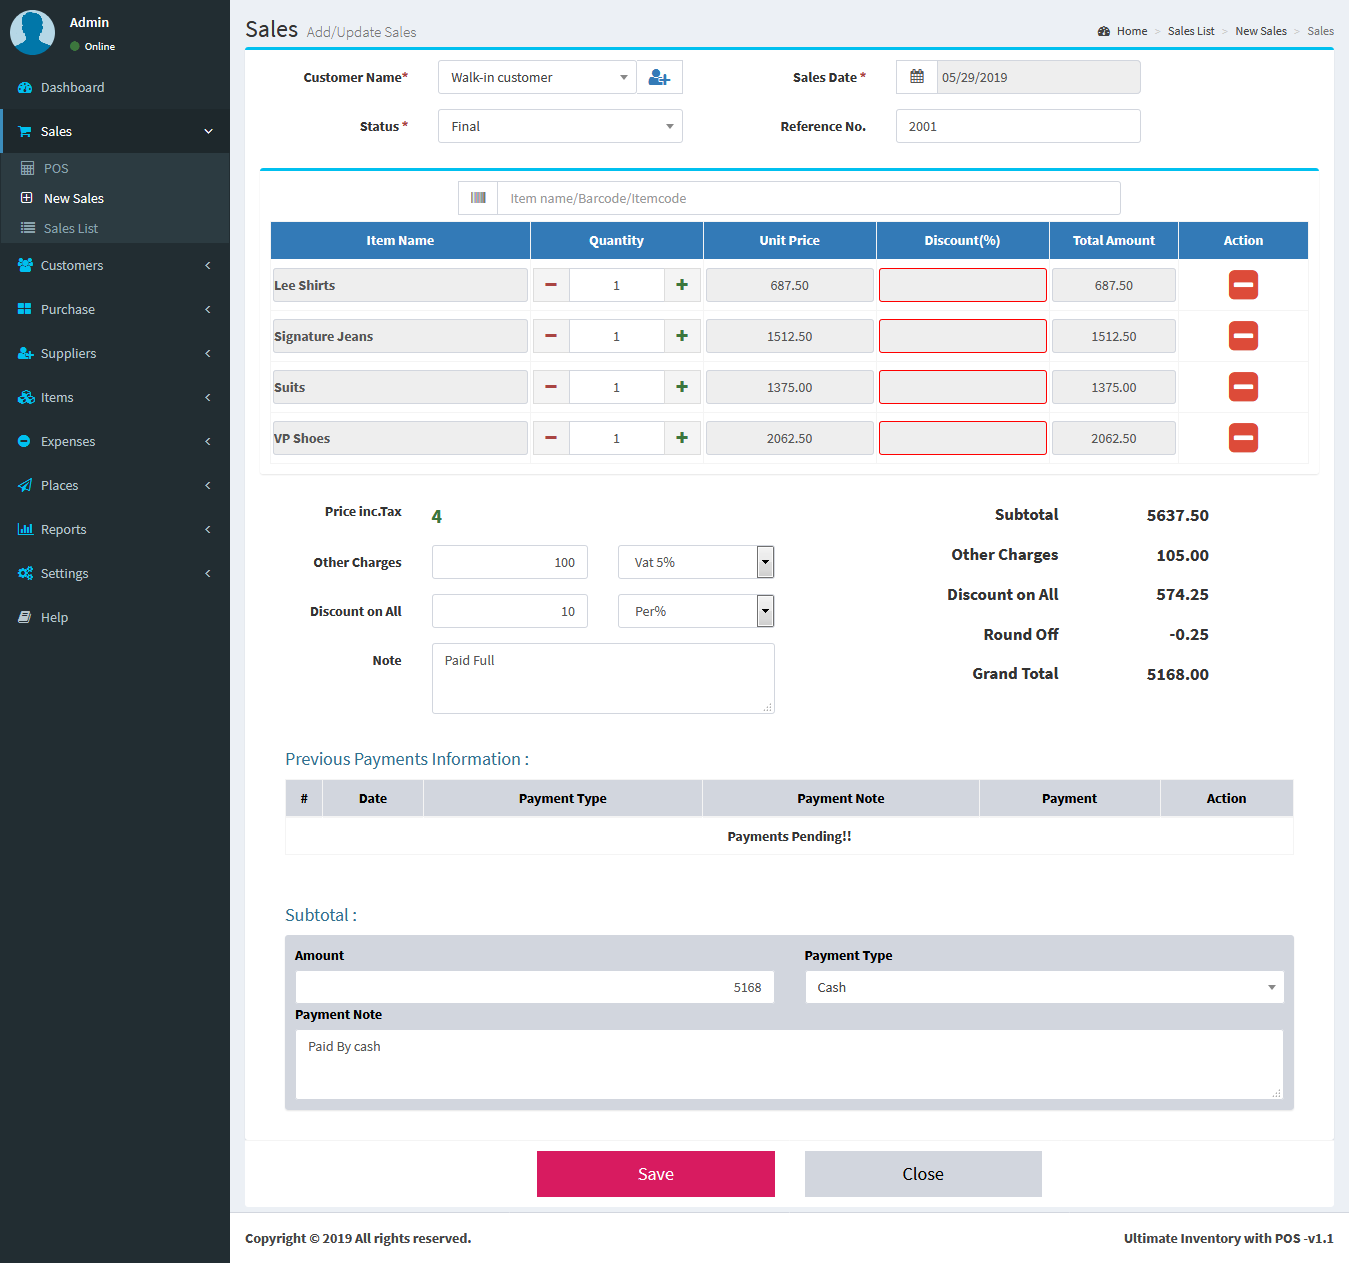 Admin
Online
Dashboard
Sales
POS
New Sales
Sales List
Customers
Purchase
Suppliers
Items
Expenses
Places
Reports
Settings
Help
Sales Add/Update Sales
Home > Sales List > New Sales > Sales
Customer Name* Walk-in customer Sales Date * 05/29/2019
Status * Final Reference No. 2001
Item name/Barcode/Itemcode
Item Name Quantity Unit Price Discount(%) Total Amount Action
Lee Shirts 1 687.50 687.50
Signature Jeans 1 1512.50 1512.50
Suits 1 1375.00 1375.00
VP Shoes 1 2062.50 2062.50
Price inc.Tax 4
Other Charges 100 Vat 5%
Discount on All 10 Per%
Note Paid Full
Subtotal 5637.50
Other Charges 105.00
Discount on All 574.25
Round Off -0.25
Grand Total 5168.00
Previous Payments Information :
# Date Payment Type Payment Note Payment Action
Payments Pending!!
Subtotal :
Amount Payment Type
5168 Cash
Payment Note
Paid By cash
Save Close
Copyright © 2019 All rights reserved. Ultimate Inventory with POS -v1.1